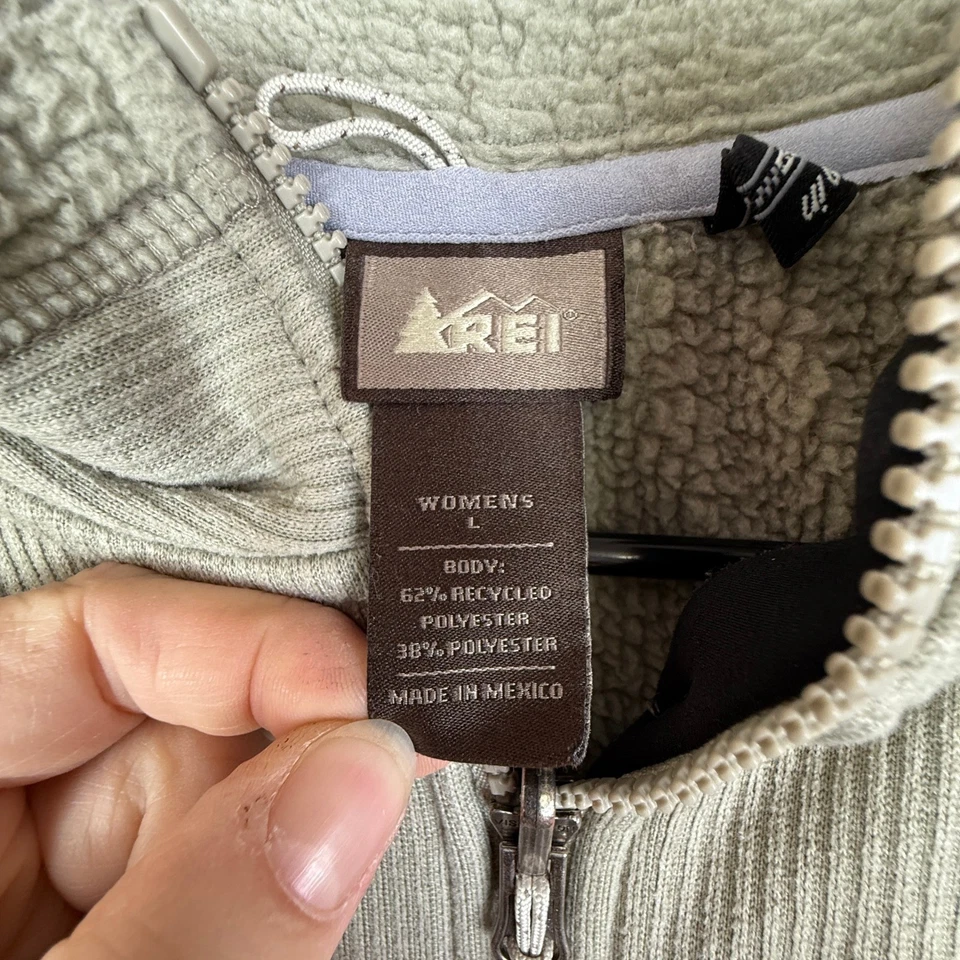 REI®
WOMENS
L
BODY:
62% RECYCLED
POLYESTER
38% POLYESTER
MADE IN MEXICO